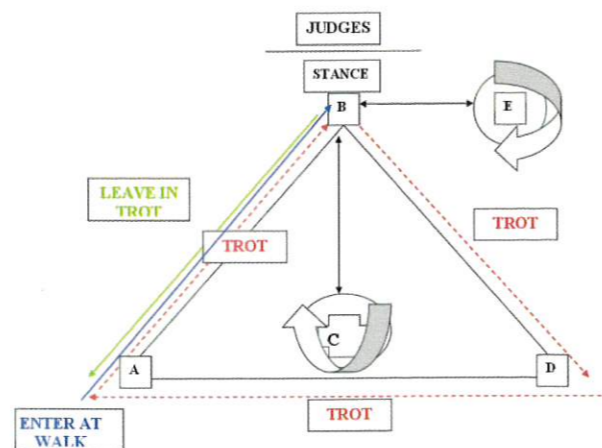 JUDGES
STANCE
B
E
LEAVE IN
TROT
TROT
TROT
C
A
D
TROT
ENTER AT
WALK